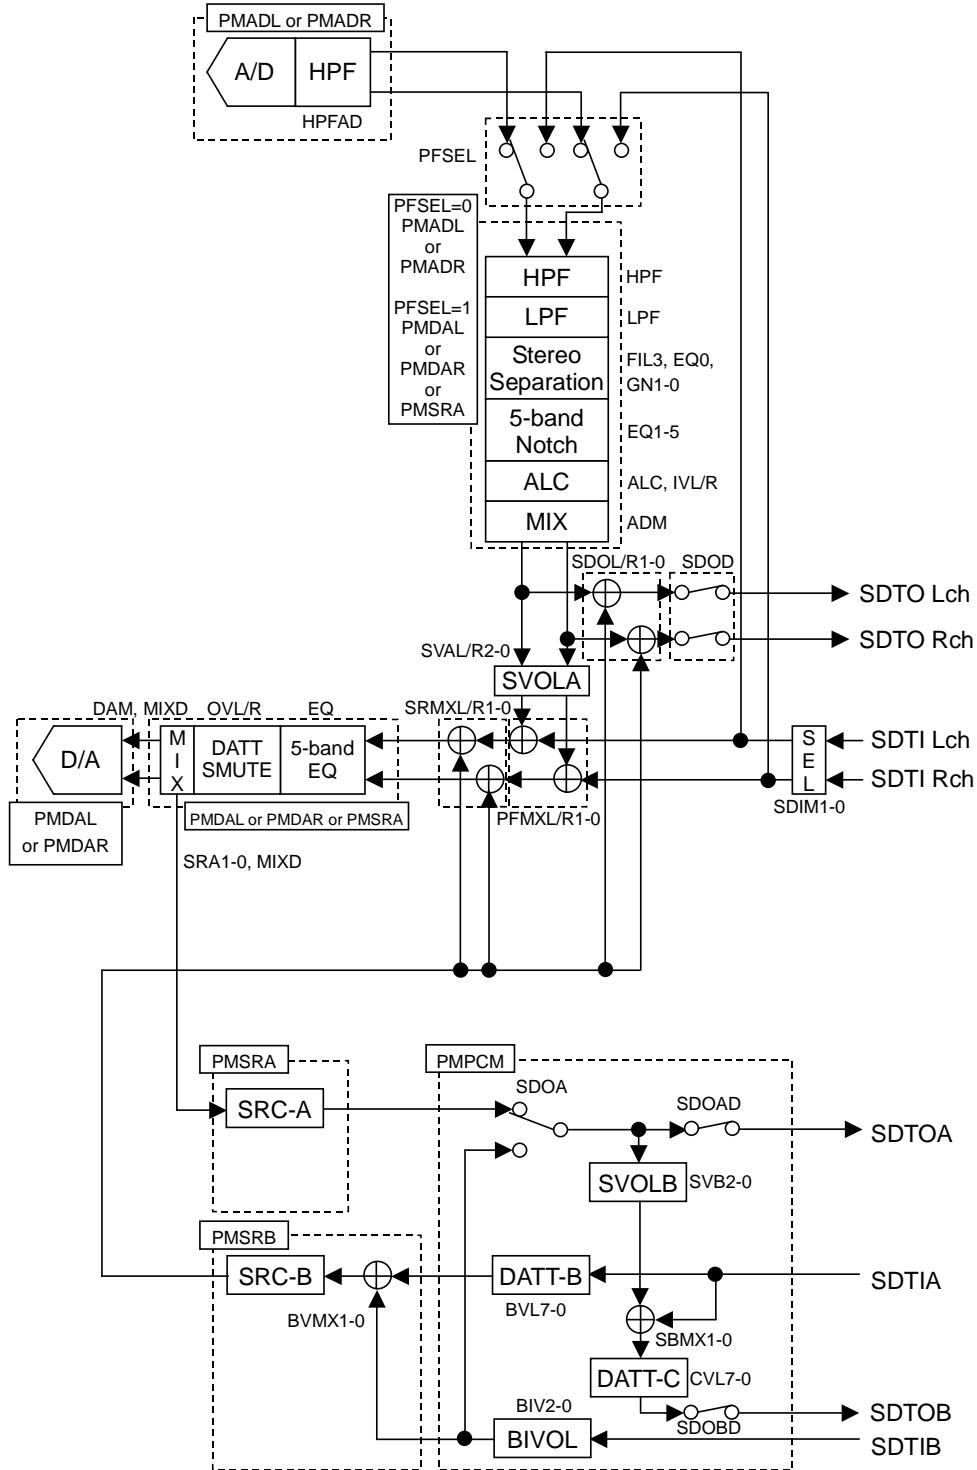 PMADL or PMADR
A/D
HPF
HPFAD
PFSEL
PFSEL=0
PMADL
or
PMADR
PFSEL=1
PMDAL
or
PMDAR
or
PMSRA
HPF
HPF
LPF
LPF
Stereo
Separation
FIL3, EQ0,
GN1-0
5-band
Notch
EQ1-5
ALC
ALC, IVL/R
MIX
ADM
SDOL/R1-0
SDOD
SDTO Lch
SDTO Rch
SVAL/R2-0
SVOLA
DAM, MIXD
OVL/R
EQ
SRMXL/R1-0
D/A
M
I
X
DATT
SMUTE
5-band
EQ
S
E
L
SDTI Lch
SDTI Rch
SDIM1-0
PFMXL/R1-0
PMDAL
or PMDAR
PMDAL or PMDAR or PMSRA
SRA1-0, MIXD
PMSRA
SRC-A
PMPCM
SDOA
SDOAD
SDTOA
SVOLB
SVB2-0
PMSRB
SRC-B
BVMX1-0
DATT-B
BVL7-0
SDTIA
SBMX1-0
DATT-C
CVL7-0
SDOBD
SDTOB
BIV2-0
BIVOL
SDTIB